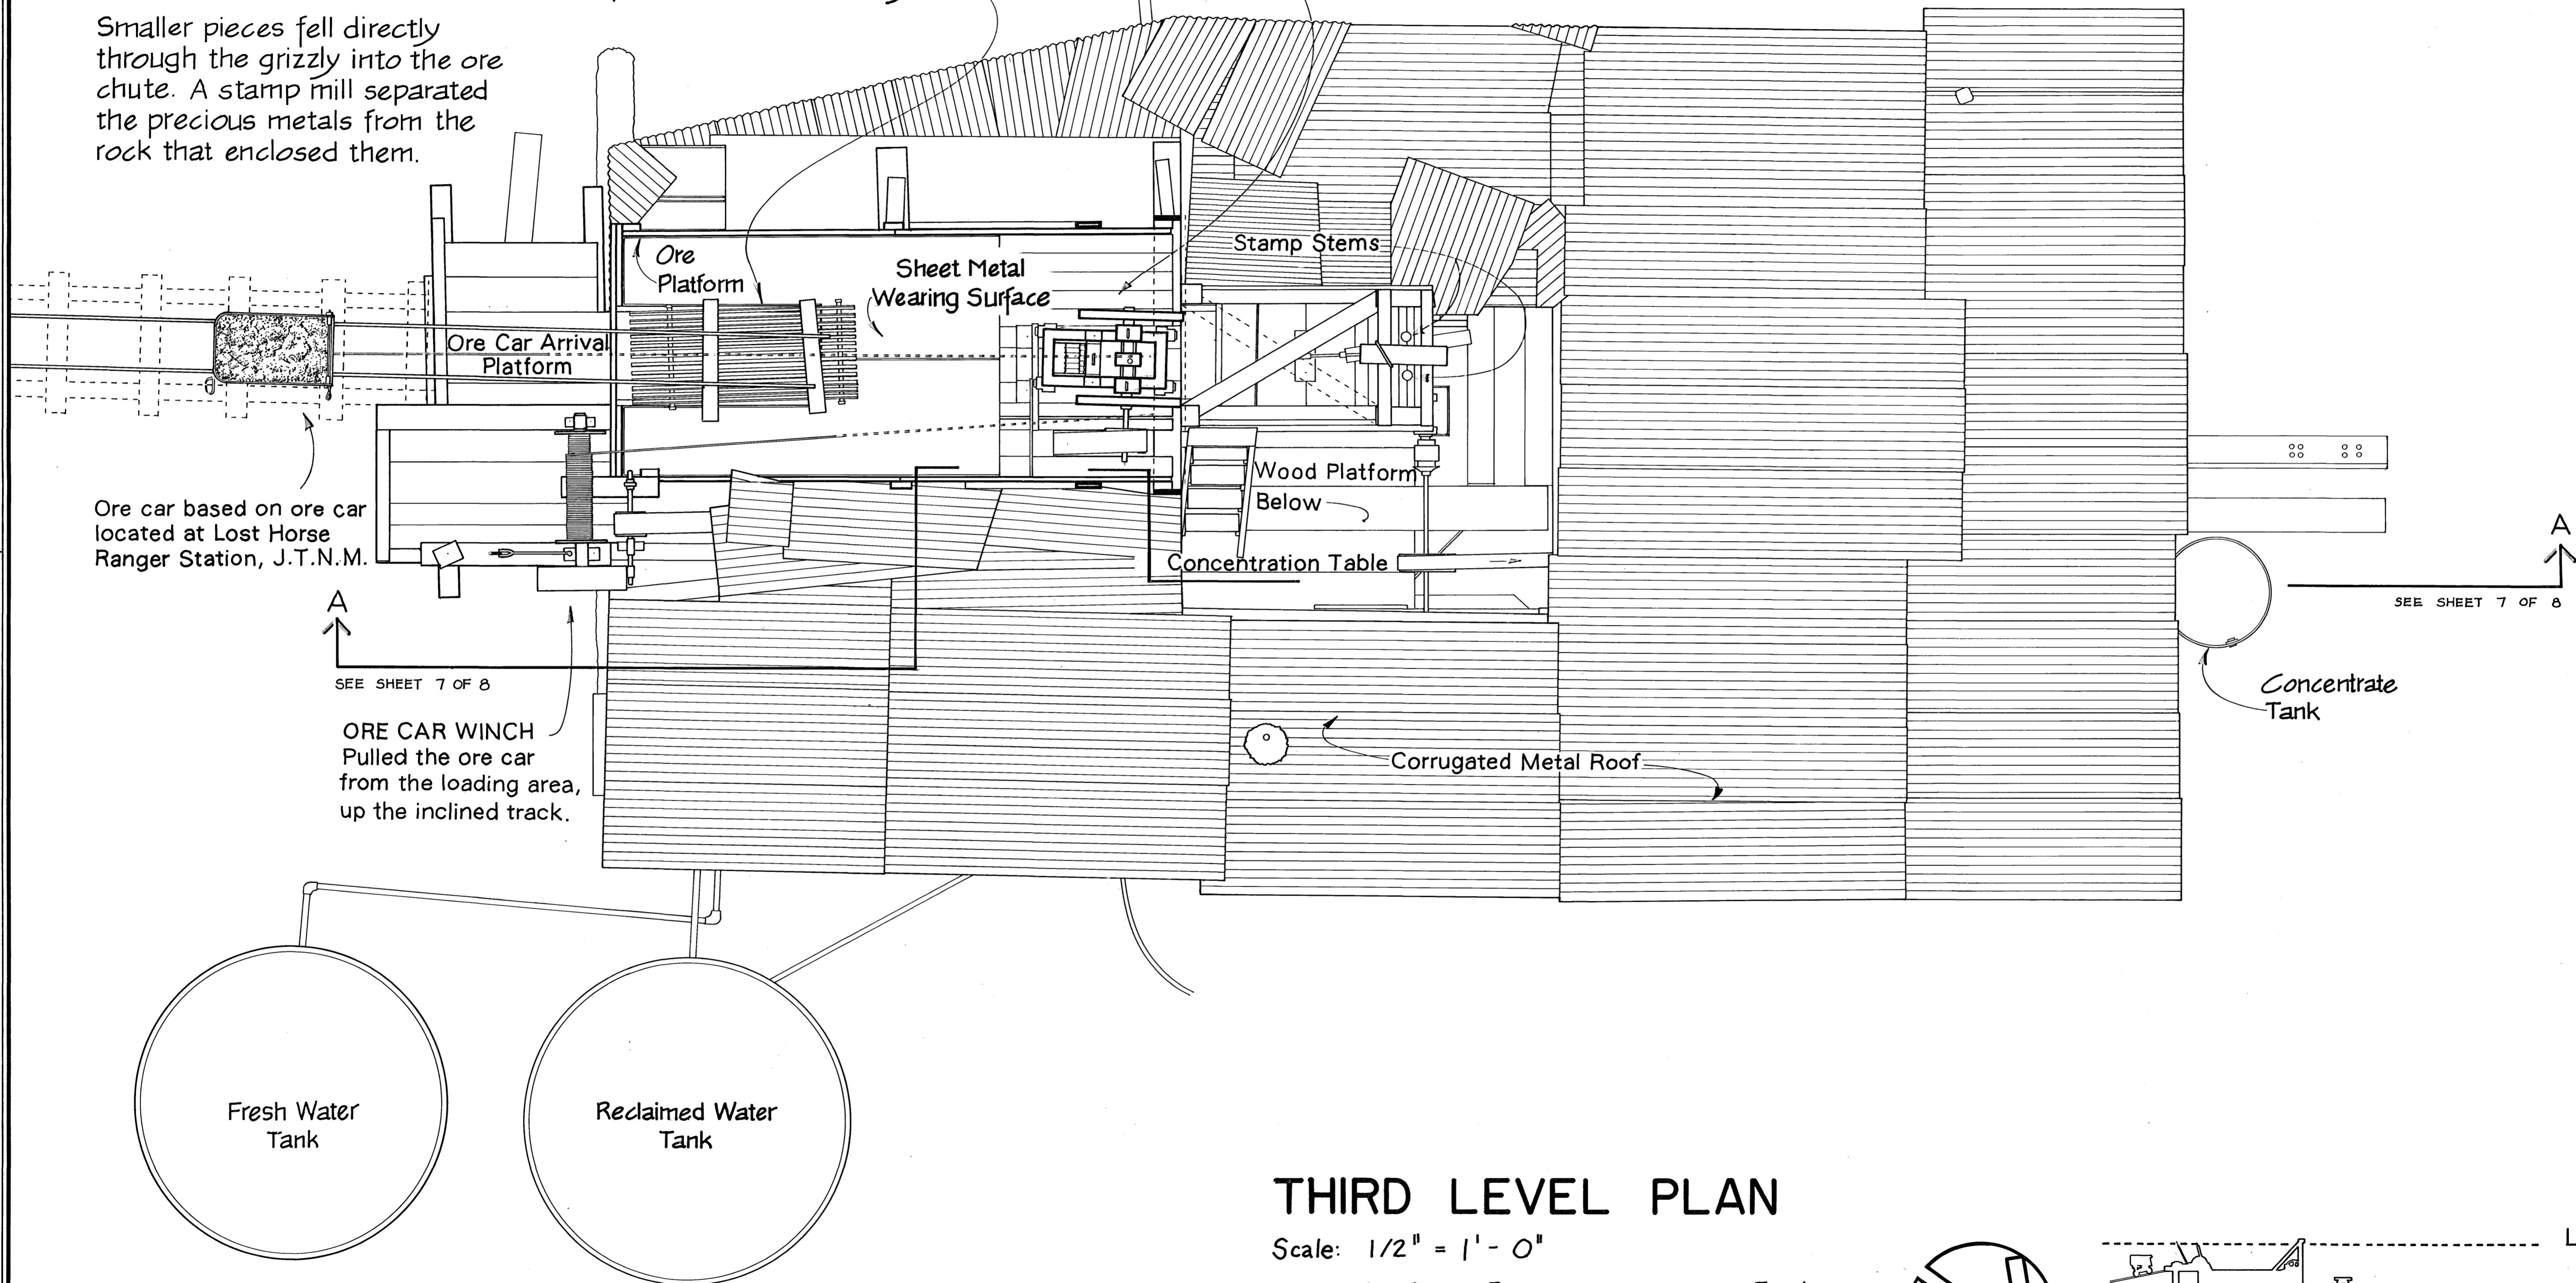 Smaller pieces fell directly
through the grizzly into the ore
chute. A stamp mill separated
the precious metals from the
rock that enclosed them.
Ore
Platform
Sheet Metal
Wearing Surface
Stamp Stems
Ore Car Arrival
Platform
Wood Platform
Below
Concentration Table
Ore car based on ore car
located at Lost Horse
Ranger Station, J.T.N.M.
A
SEE SHEET 7 OF 8
A
SEE SHEET 7 OF 8
ORE CAR WINCH
Pulled the ore car
from the loading area,
up the inclined track.
Corrugated Metal Roof
Concentrate
Tank
Fresh Water
Tank
Reclaimed Water
Tank
THIRD LEVEL PLAN
Scale: 1/2" = 1' - 0"